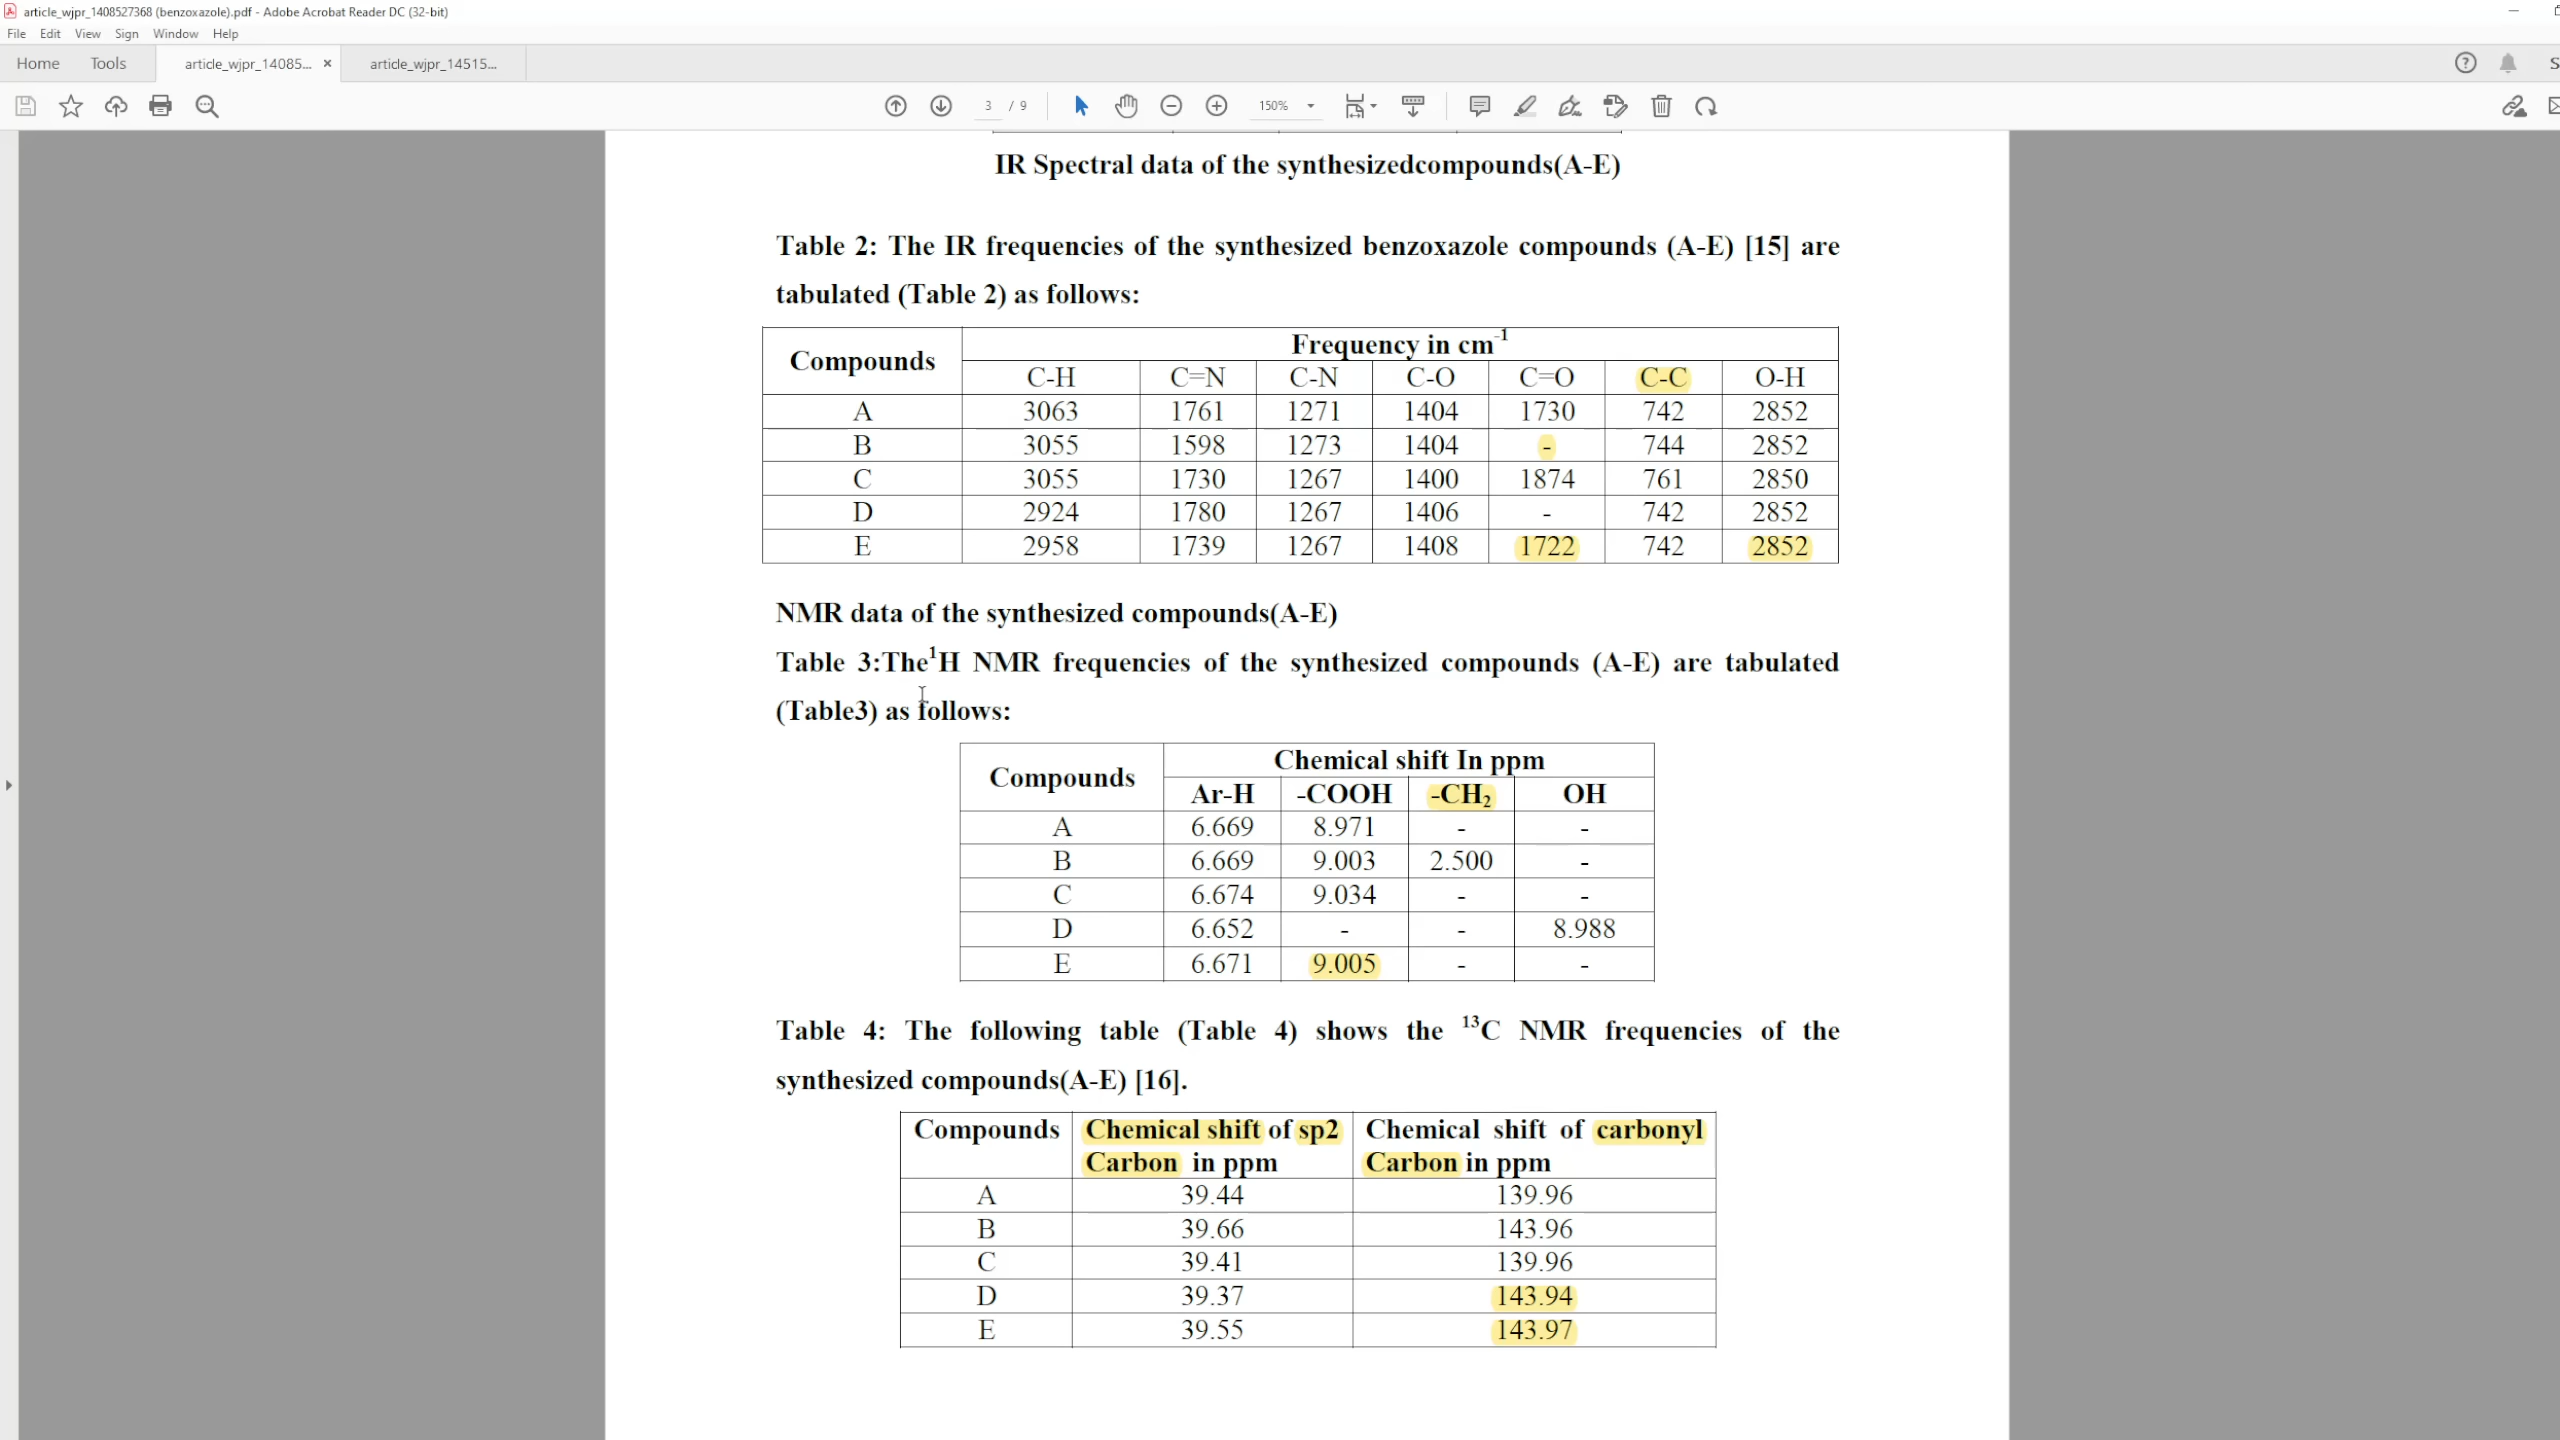 article_wjpr_1408527368 (benzoxazole).pdf - Adobe Acrobat Reader DC (32-bit)
File Edit View Sign Window Help
Home Tools article_wjpr_14085... × article_wjpr_14515...
3 / 9 150%
IR Spectral data of the synthesizedcompounds(A-E)
Table 2: The IR frequencies of the synthesized benzoxazole compounds (A-E) [15] are
tabulated (Table 2) as follows:
Compounds Frequency in cm-1
C-H C=N C-N C-O C=O C-C O-H
A 3063 1761 1271 1404 1730 742 2852
B 3055 1598 1273 1404 - 744 2852
C 3055 1730 1267 1400 1874 761 2850
D 2924 1780 1267 1406 - 742 2852
E 2958 1739 1267 1408 1722 742 2852
NMR data of the synthesized compounds(A-E)
Table 3:The1H NMR frequencies of the synthesized compounds (A-E) are tabulated
(Table3) as follows:
Compounds Chemical shift In ppm
Ar-H -COOH -CH2 OH
A 6.669 8.971 - -
B 6.669 9.003 2.500 -
C 6.674 9.034 - -
D 6.652 - - 8.988
E 6.671 9.005 - -
Table 4: The following table (Table 4) shows the 13C NMR frequencies of the
synthesized compounds(A-E) [16].
Compounds Chemical shift of sp2 Chemical shift of carbonyl
Carbon in ppm Carbon in ppm
A 39.44 139.96
B 39.66 143.96
C 39.41 139.96
D 39.37 143.94
E 39.55 143.97